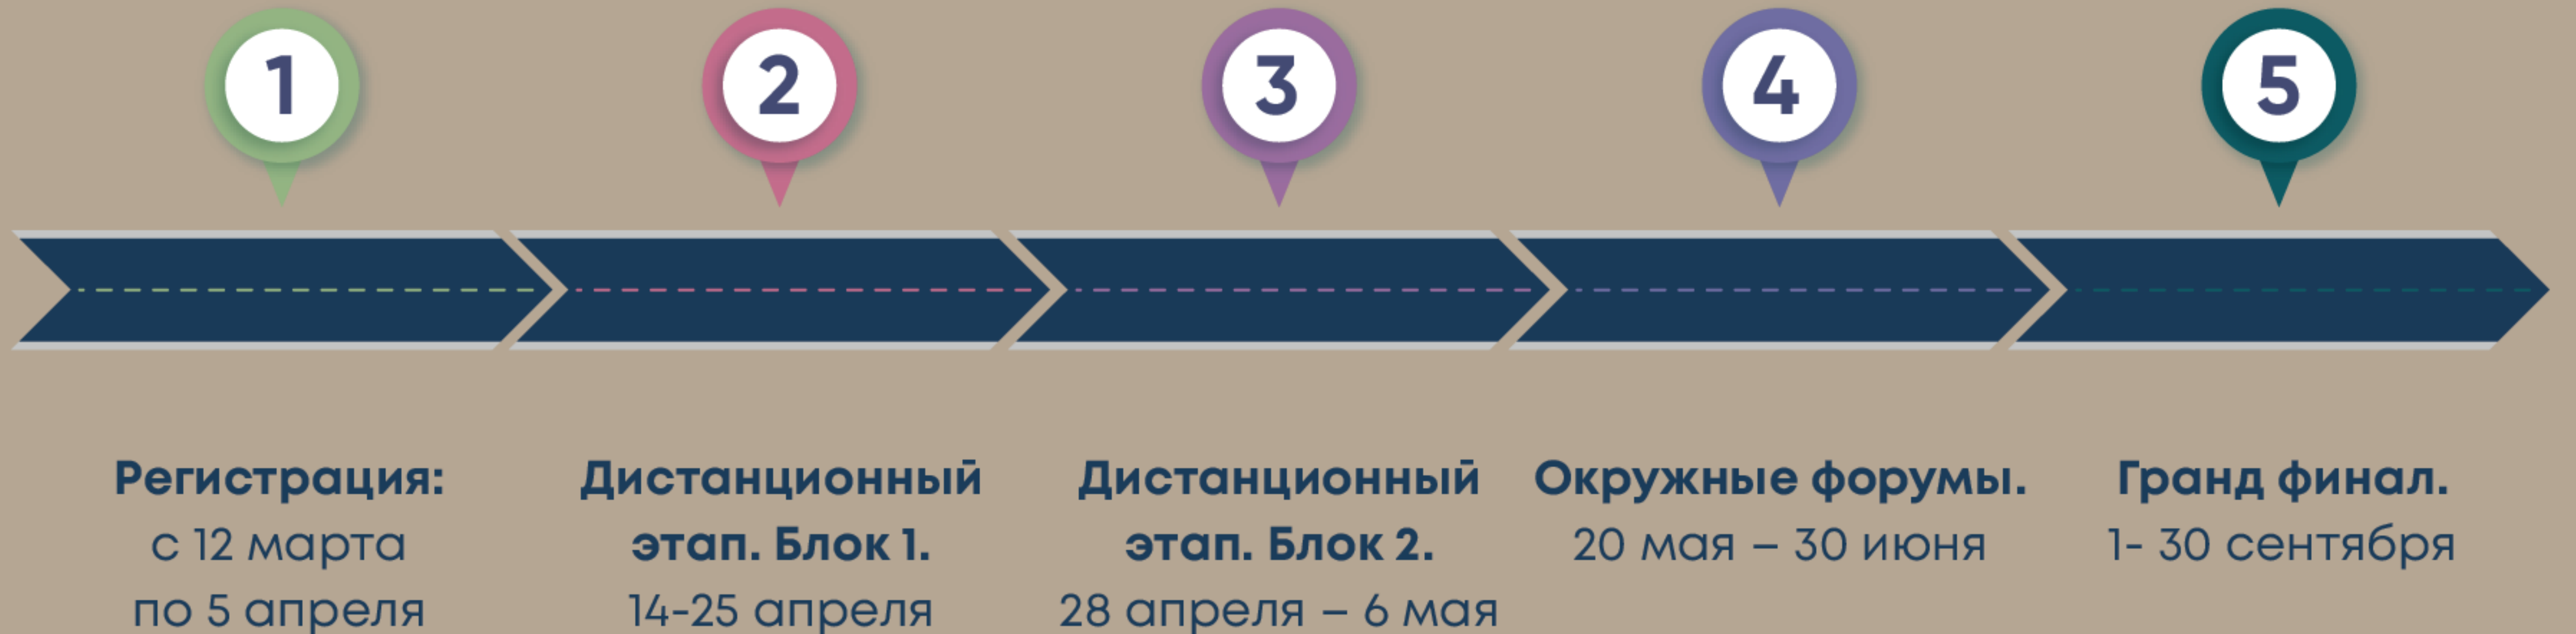 1
2
3
4
5
Регистрация:
с 12 марта
по 5 апреля
Дистанционный
этап. Блок 1.
14-25 апреля
Дистанционный
этап. Блок 2.
28 апреля – 6 мая
Окружные форумы.
20 мая – 30 июня
Гранд финал.
1- 30 сентября